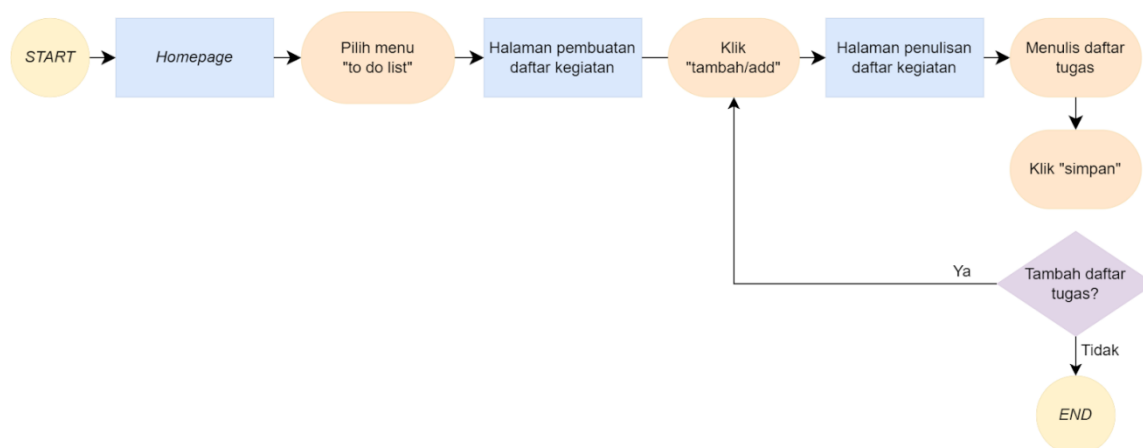 START
Homepage
Pilih menu
"to do list"
Halaman pembuatan
daftar kegiatan
Klik
"tambah/add"
Halaman penulisan
daftar kegiatan
Menulis daftar
tugas
Klik "simpan"
Tambah daftar
tugas?
Ya
Tidak
END